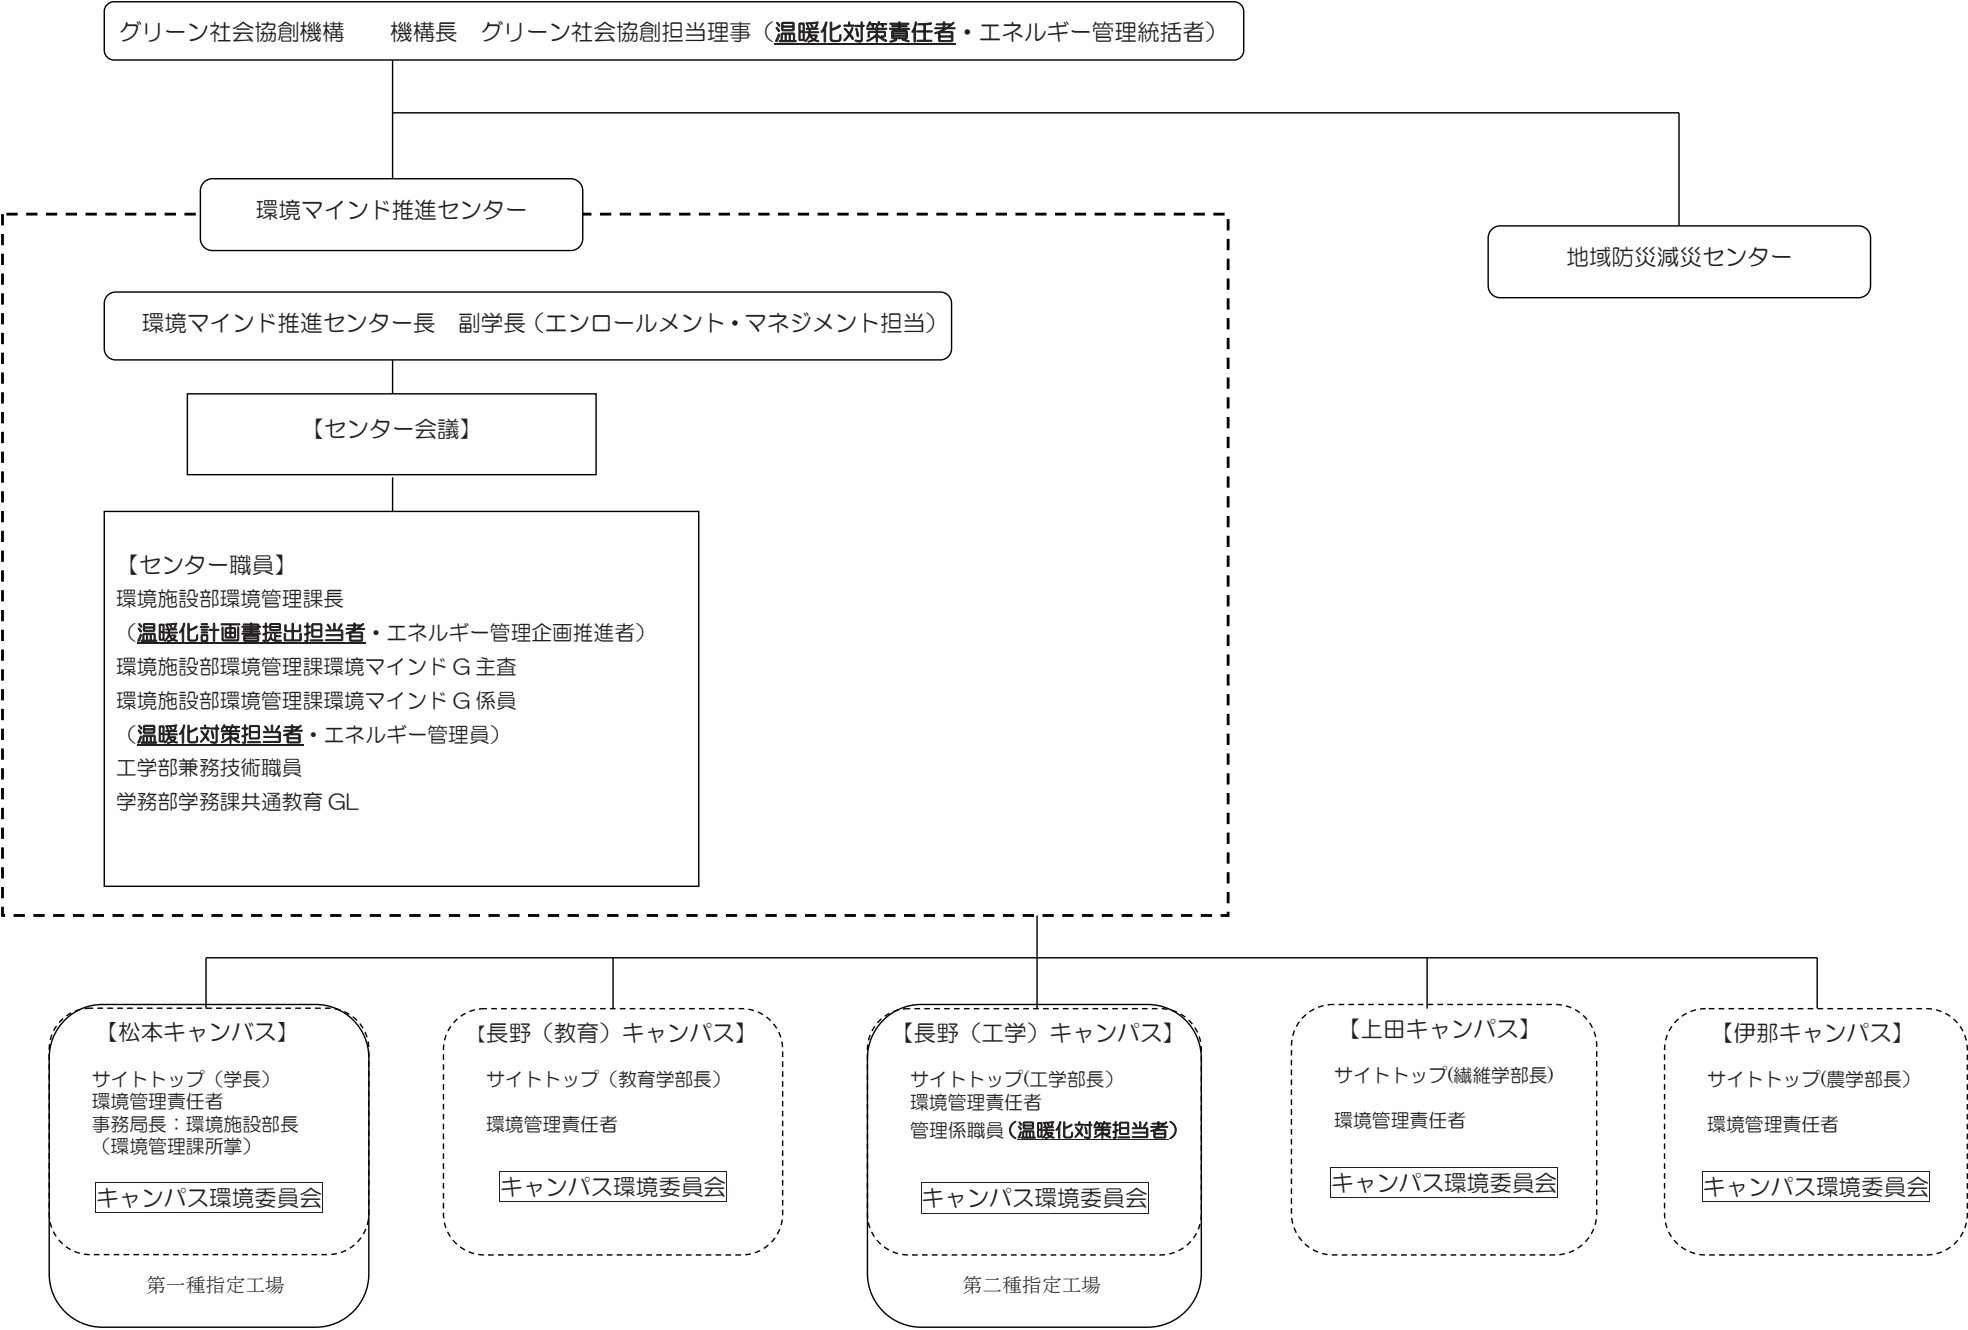 グリーン社会協創機構　　機構長　グリーン社会協創担当理事（温暖化対策責任者・エネルギー管理統括者）
環境マインド推進センター
地域防災減災センター
環境マインド推進センター長　副学長（エンロールメント・マネジメント担当）
【センター会議】
【センター職員】
環境施設部環境管理課長
（温暖化計画書提出担当者・エネルギー管理企画推進者）
環境施設部環境管理課環境マインド G 主査
環境施設部環境管理課環境マインド G 係員
（温暖化対策担当者・エネルギー管理員）
工学部兼務技術職員
学務部学務課共通教育 GL
【松本キャンパス】
サイトトップ（学長）
環境管理責任者
事務局長：環境施設部長
（環境管理課所掌）
キャンパス環境委員会
第一種指定工場
【長野（教育）キャンパス】
サイトトップ（教育学部長）
環境管理責任者
キャンパス環境委員会
【長野（工学）キャンパス】
サイトトップ(工学部長）
環境管理責任者
管理係職員（温暖化対策担当者）
キャンパス環境委員会
第二種指定工場
【上田キャンパス】
サイトトップ(繊維学部長)
環境管理責任者
キャンパス環境委員会
【伊那キャンパス】
サイトトップ(農学部長）
環境管理責任者
キャンパス環境委員会